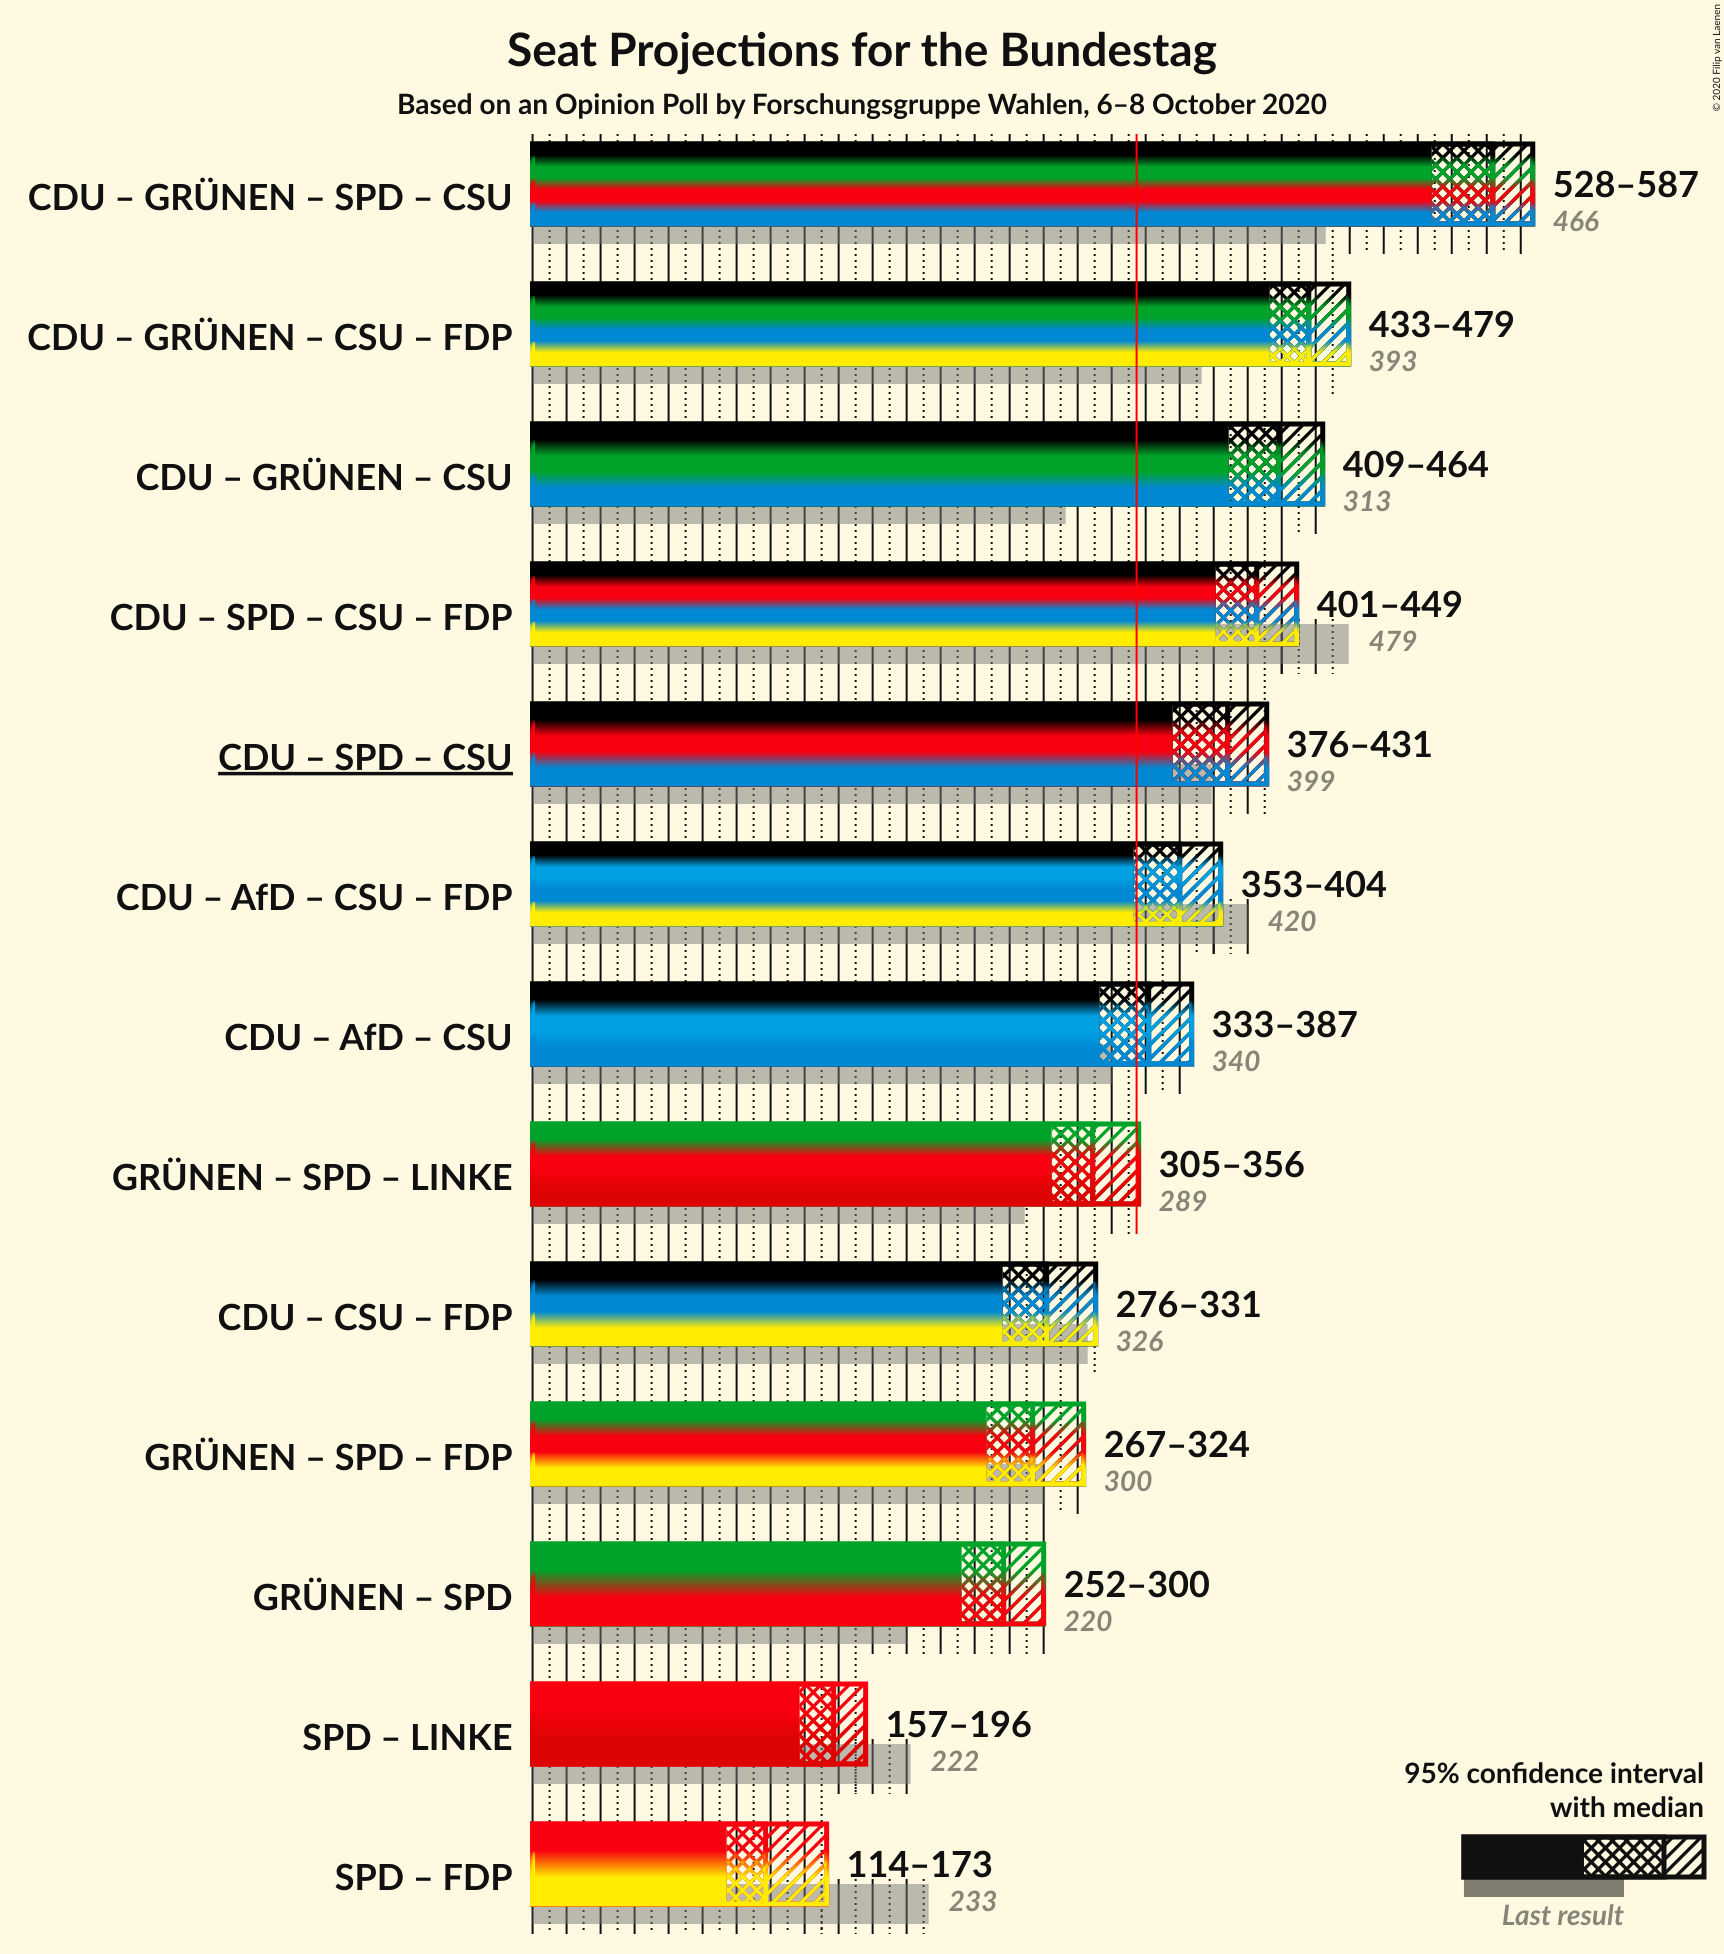 Seat Projections for the Bundestag
Based on an Opinion Poll by Forschungsgruppe Wahlen, 6–8 October 2020
© 2020 Filip van Laenen
CDU – GRÜNEN – SPD – CSU
528–587
466
CDU – GRÜNEN – CSU – FDP
433–479
393
CDU – GRÜNEN – CSU
409–464
313
CDU – SPD – CSU – FDP
401–449
479
CDU – SPD – CSU
376–431
399
CDU – AfD – CSU – FDP
353–404
420
CDU – AfD – CSU
333–387
340
GRÜNEN – SPD – LINKE
305–356
289
CDU – CSU – FDP
276–331
326
GRÜNEN – SPD – FDP
267–324
300
GRÜNEN – SPD
252–300
220
SPD – LINKE
157–196
222
SPD – FDP
114–173
233
95% confidence interval
with median
Last result